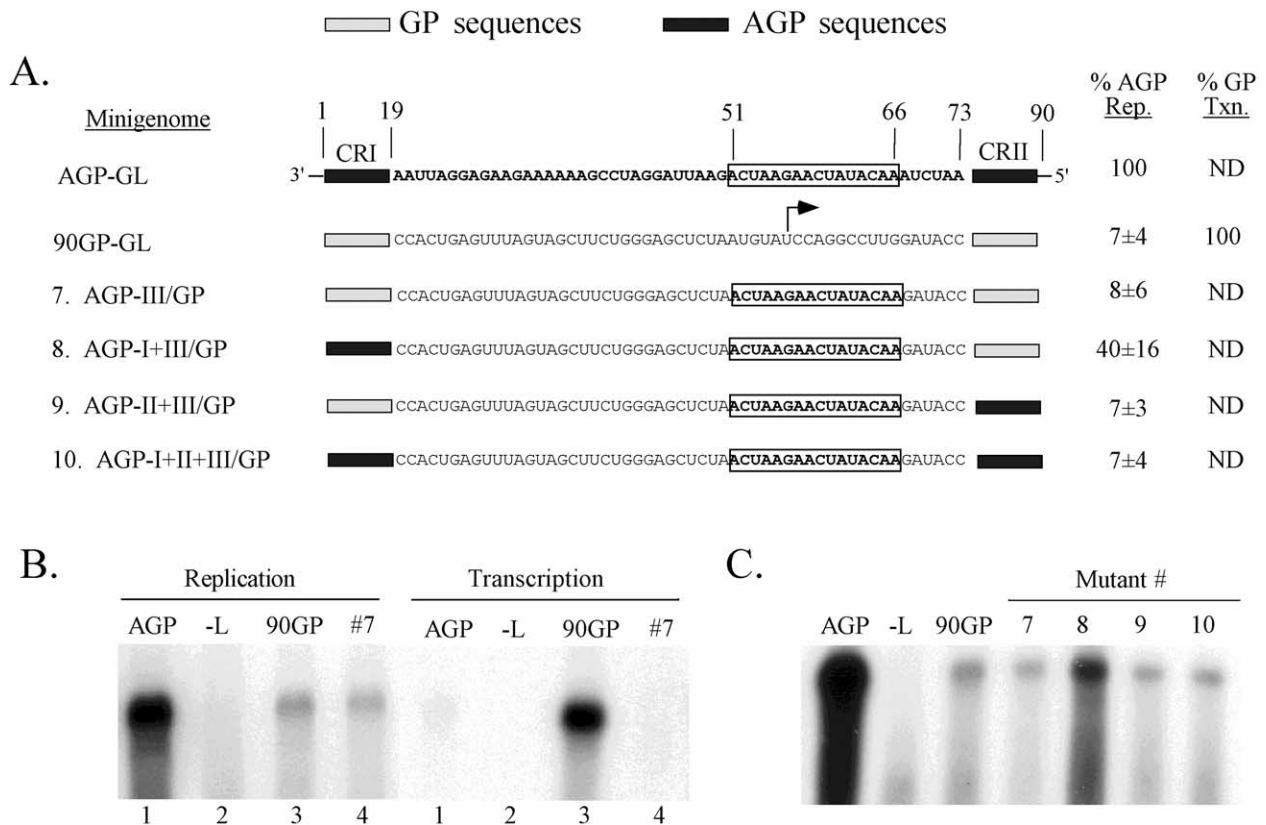 GP sequences AGP sequences
A.
% AGP % GP
Minigenome 1 19 51 66 73 90 Rep. Txn.
CRI CRII
AGP-GL 3' AAUUAGGAGAAGAAAAAAGCCUAGGAUUAAGACUAAGAACUAUACAAAUCUAA 5' 100 ND
90GP-GL CCACUGAGUUUAGUAGCUUCUGGGAGCUCUAAUGUAUCCAGGCCUUGGAUACC 7±4 100
7. AGP-III/GP CCACUGAGUUUAGUAGCUUCUGGGAGCUCUAACUAAGAACUAUACAAGAUACC 8±6 ND
8. AGP-I+III/GP CCACUGAGUUUAGUAGCUUCUGGGAGCUCUAACUAAGAACUAUACAAGAUACC 40±16 ND
9. AGP-II+III/GP CCACUGAGUUUAGUAGCUUCUGGGAGCUCUAACUAAGAACUAUACAAGAUACC 7±3 ND
10. AGP-I+II+III/GP CCACUGAGUUUAGUAGCUUCUGGGAGCUCUAACUAAGAACUAUACAAGAUACC 7±4 ND
B.
Replication Transcription
AGP -L 90GP #7 AGP -L 90GP #7
1 2 3 4 1 2 3 4
C.
Mutant #
AGP -L 90GP 7 8 9 10